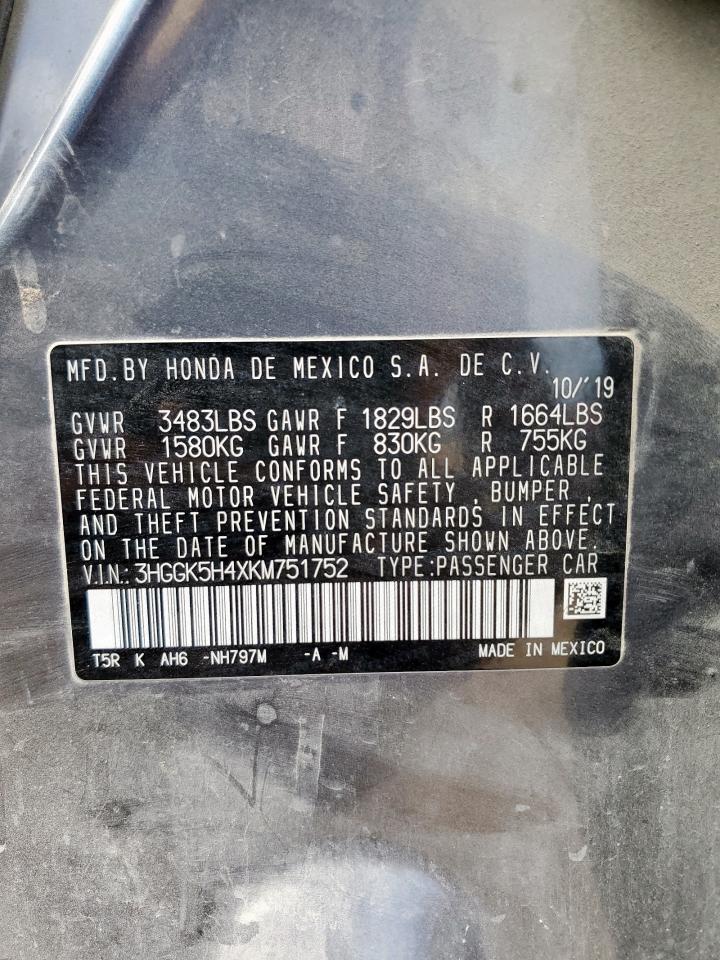 MFD.BY HONDA DE MEXICO S.A. DE C.V.
10/'19
GVWR 3483LBS GAWR F 1829LBS R 1664LBS
GVWR 1580KG GAWR F 830KG R 755KG
THIS VEHICLE CONFORMS TO ALL APPLICABLE
FEDERAL MOTOR VEHICLE SAFETY , BUMPER ,
AND THEFT PREVENTION STANDARDS IN EFFECT
ON THE DATE OF MANUFACTURE SHOWN ABOVE.
V.I.N.: 3HGGK5H4XKM751752 TYPE:PASSENGER CAR
T5R K AH6 -NH797M -A -M MADE IN MEXICO